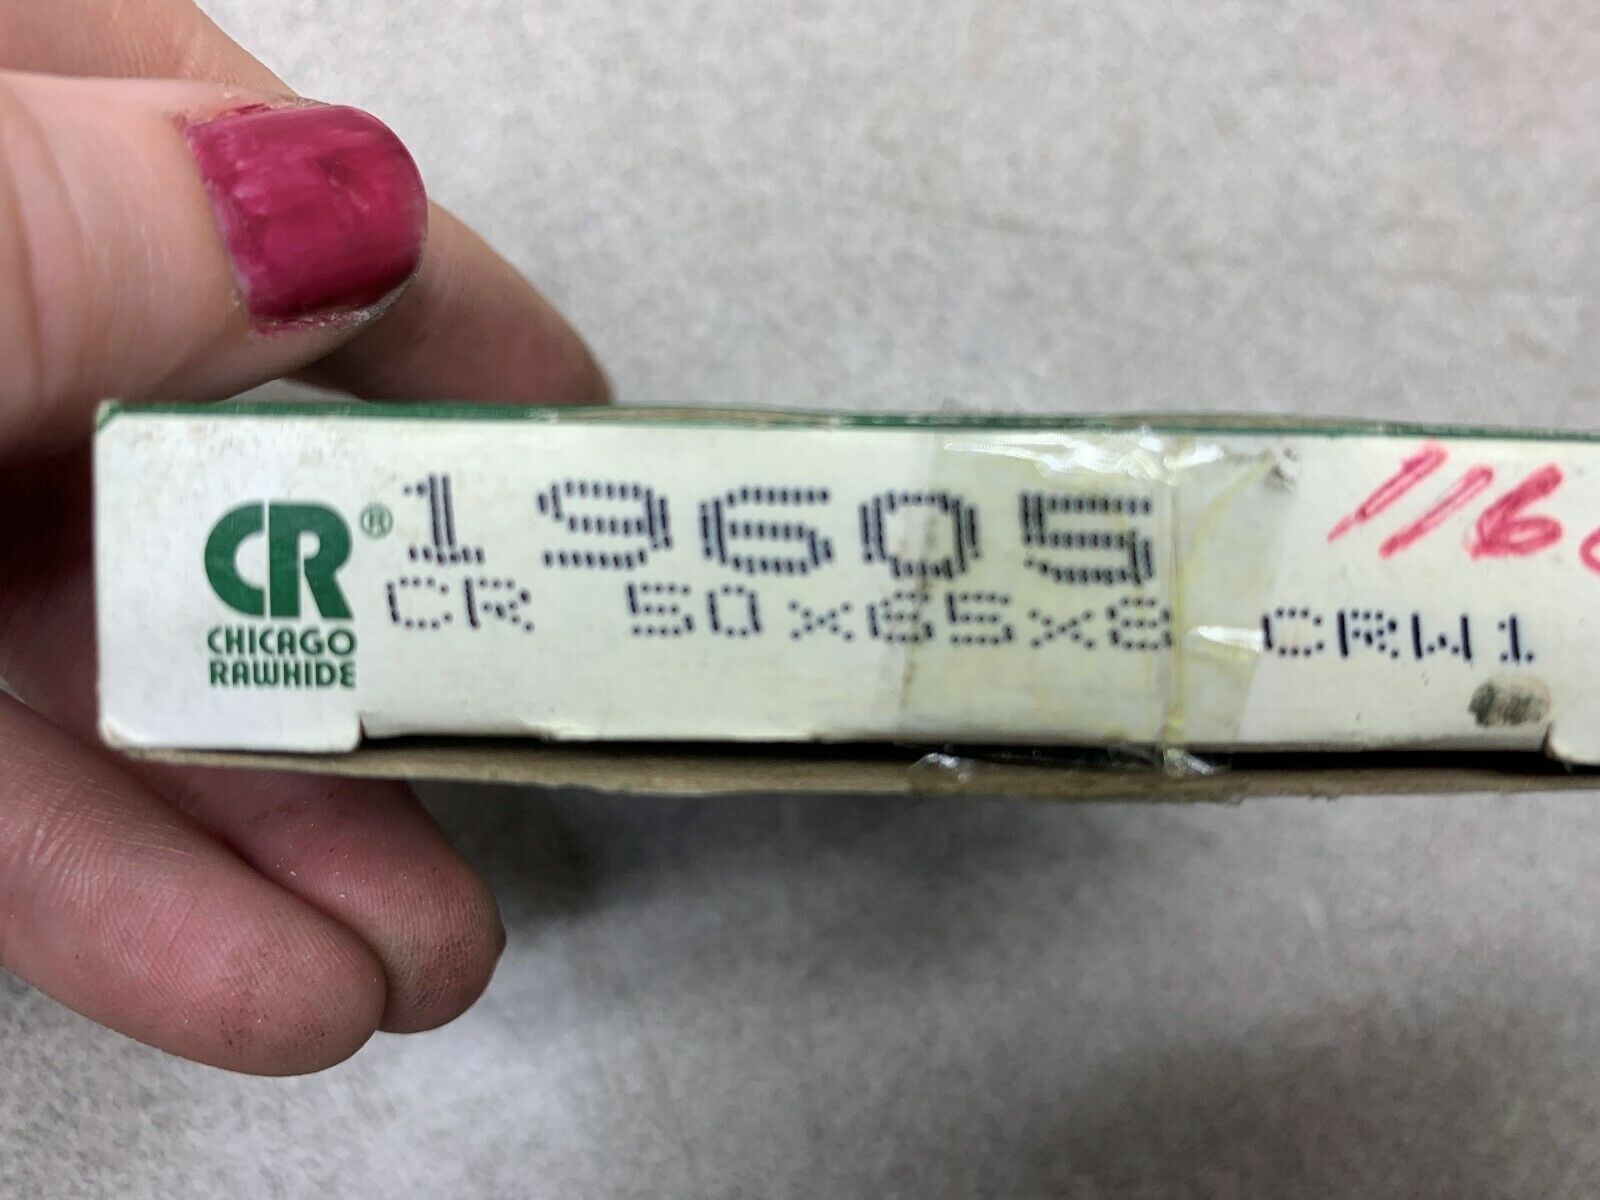 CR®
CHICAGO
RAWHIDE
19605
CR 50x65x8 CRW1